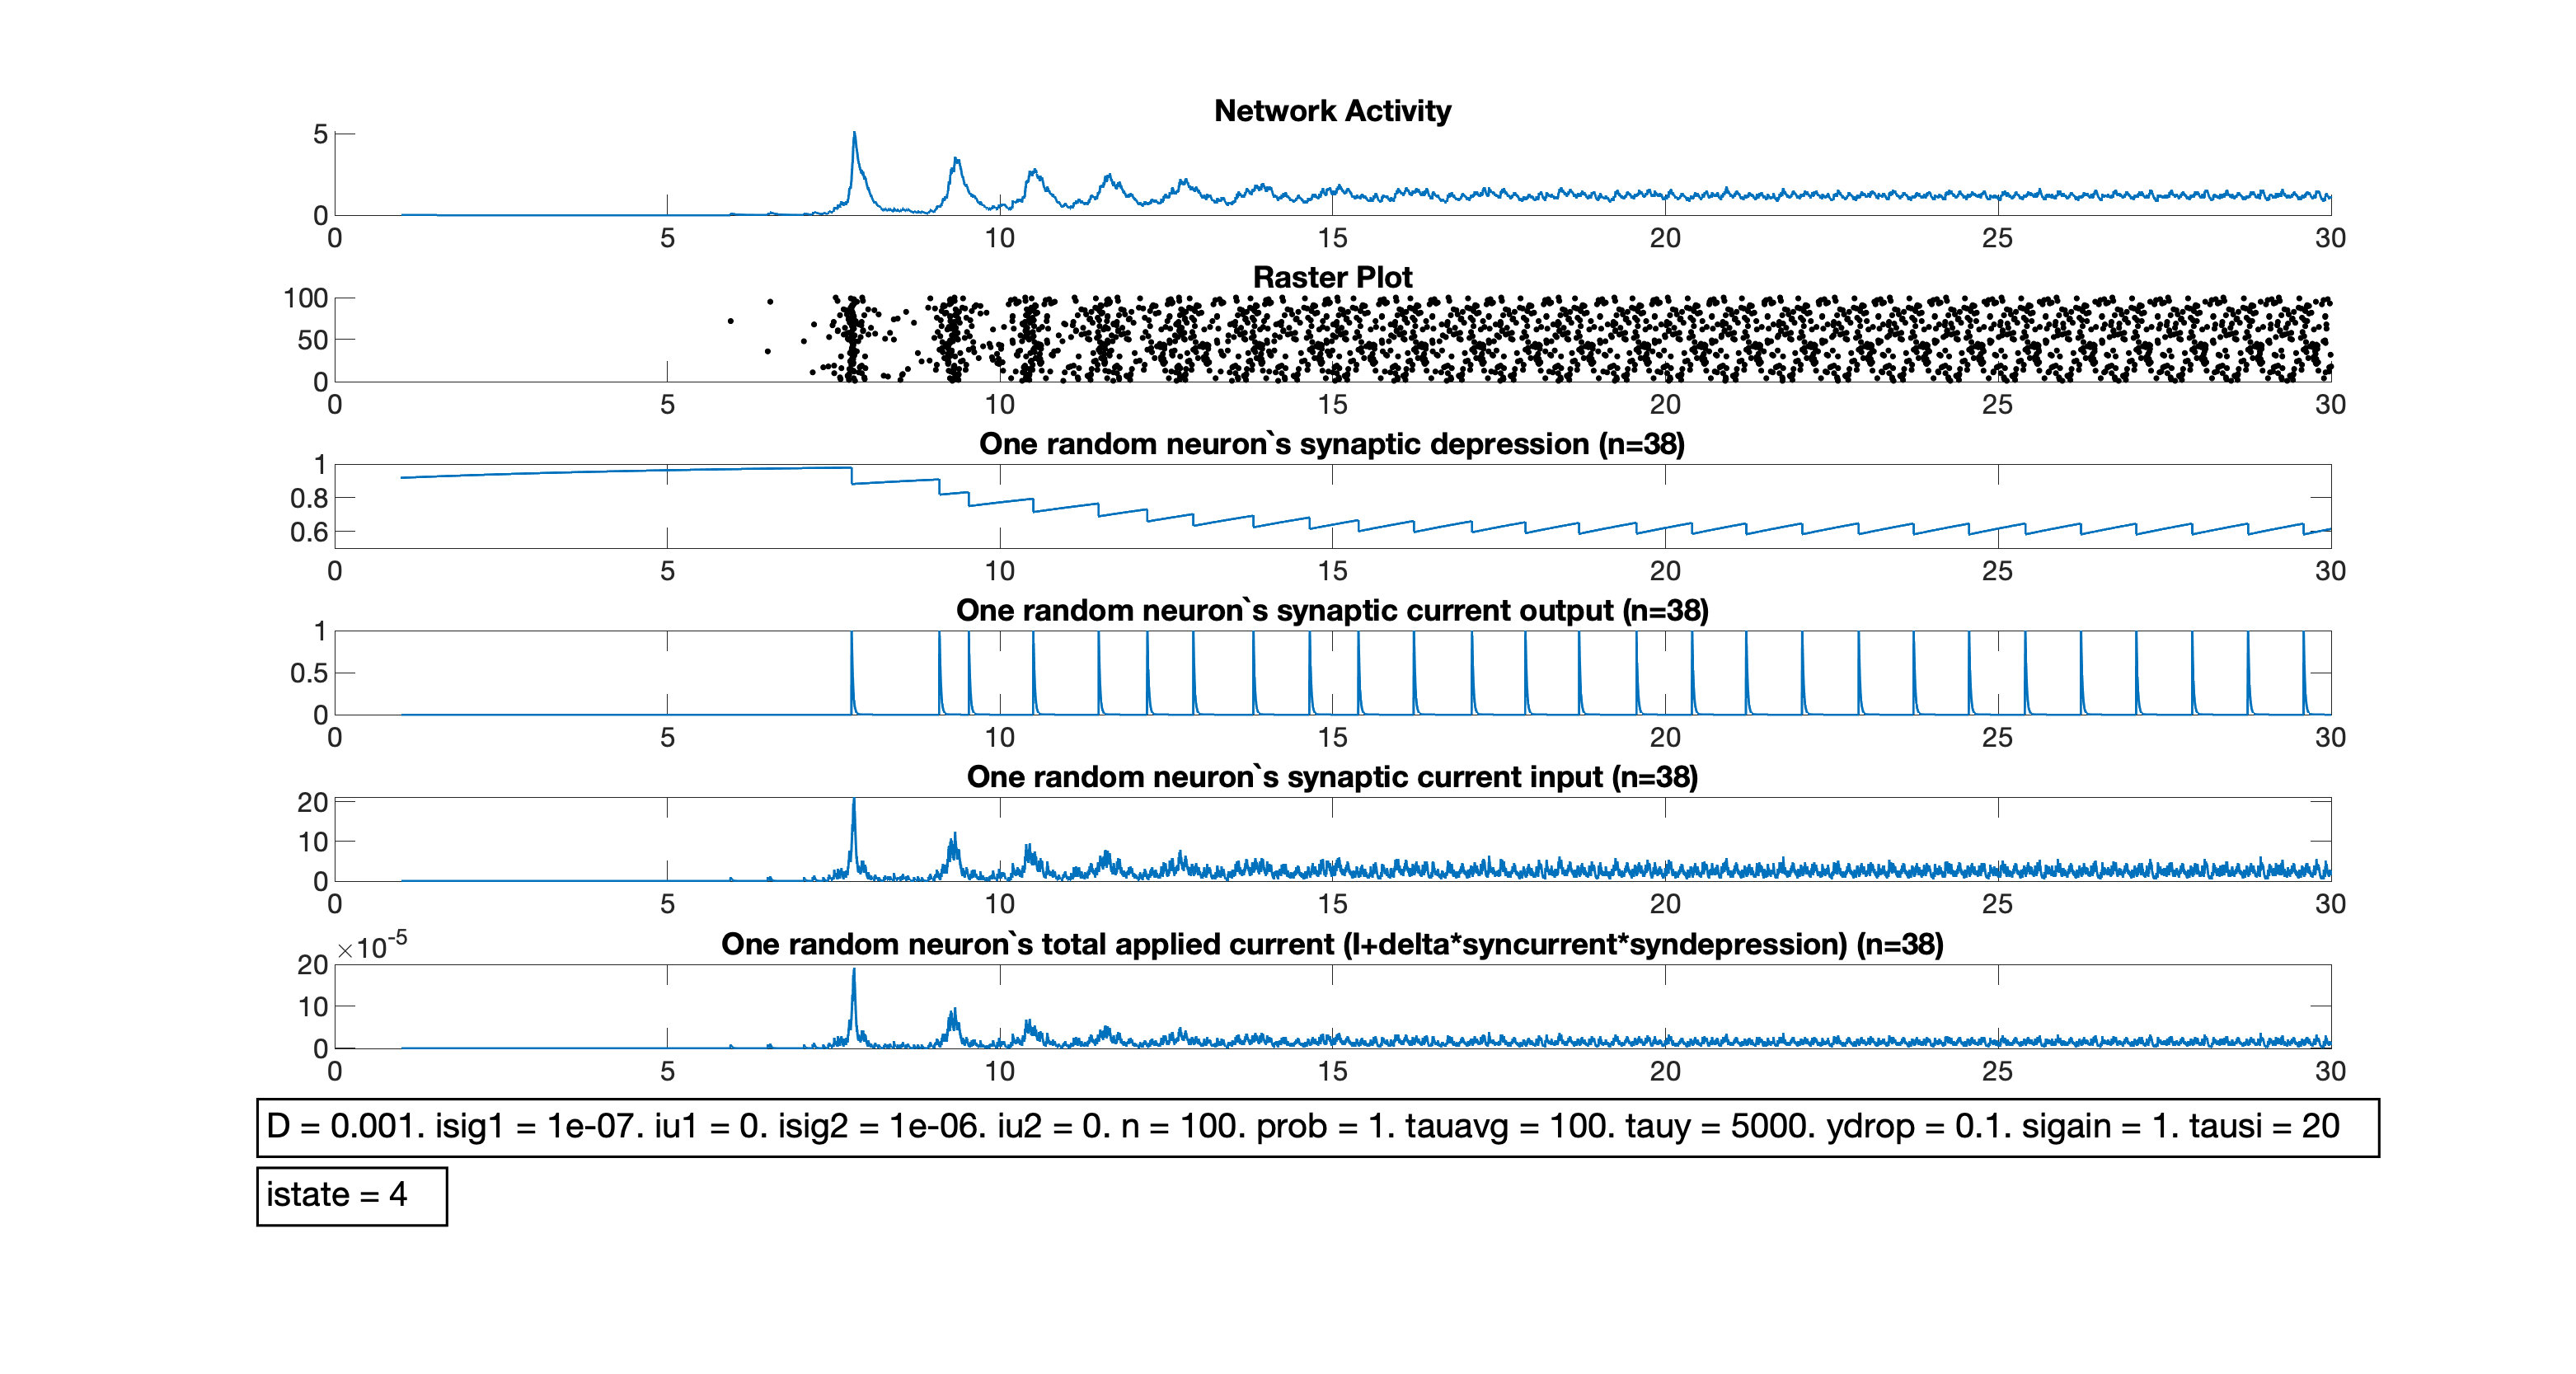 Network Activity
5
0
0 5 10 15 20 25 30
Raster Plot
100
50
0
0 5 10 15 20 25 30
One random neuron`s synaptic depression (n=38)
1
0.8
0.6
0 5 10 15 20 25 30
One random neuron`s synaptic current output (n=38)
1
0.5
0
0 5 10 15 20 25 30
One random neuron`s synaptic current input (n=38)
20
10
0
0 5 10 15 20 25 30
×10-5
One random neuron`s total applied current (I+delta*syncurrent*syndepression) (n=38)
20
10
0
0 5 10 15 20 25 30
D = 0.001. isig1 = 1e-07. iu1 = 0. isig2 = 1e-06. iu2 = 0. n = 100. prob = 1. tauavg = 100. tauy = 5000. ydrop = 0.1. sigain = 1. tausi = 20
istate = 4